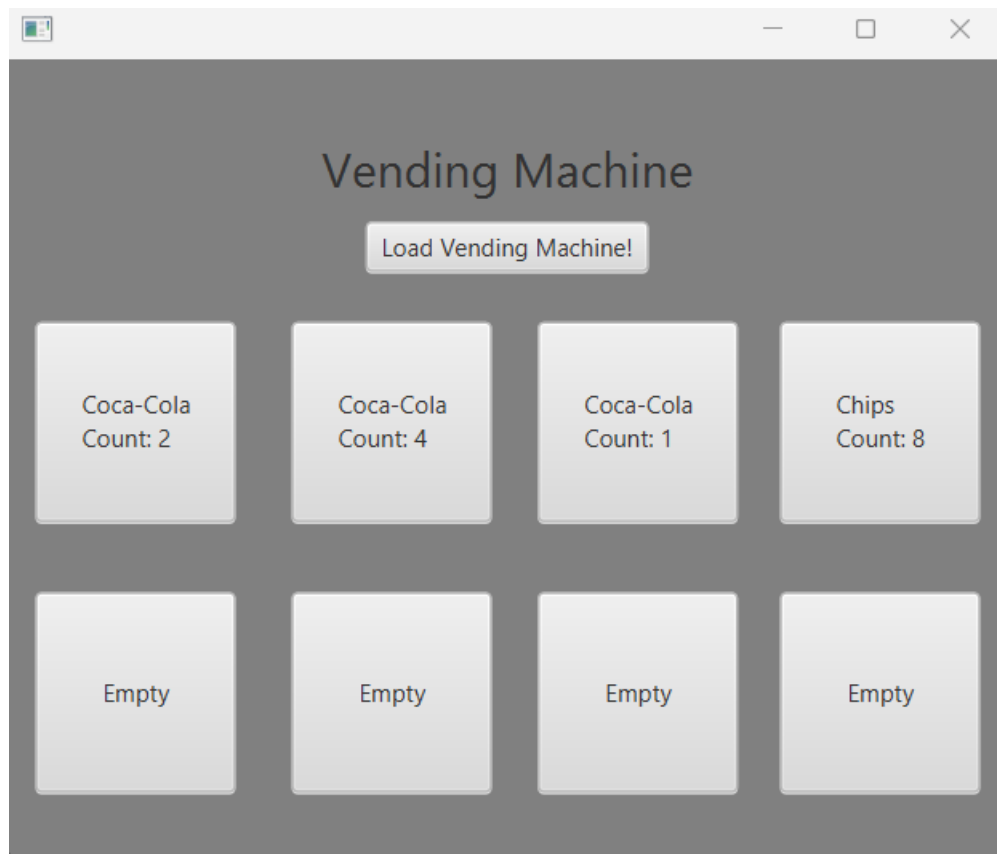 Vending Machine
Load Vending Machine!
Coca-Cola
Count: 2
Coca-Cola
Count: 4
Coca-Cola
Count: 1
Chips
Count: 8
Empty
Empty
Empty
Empty